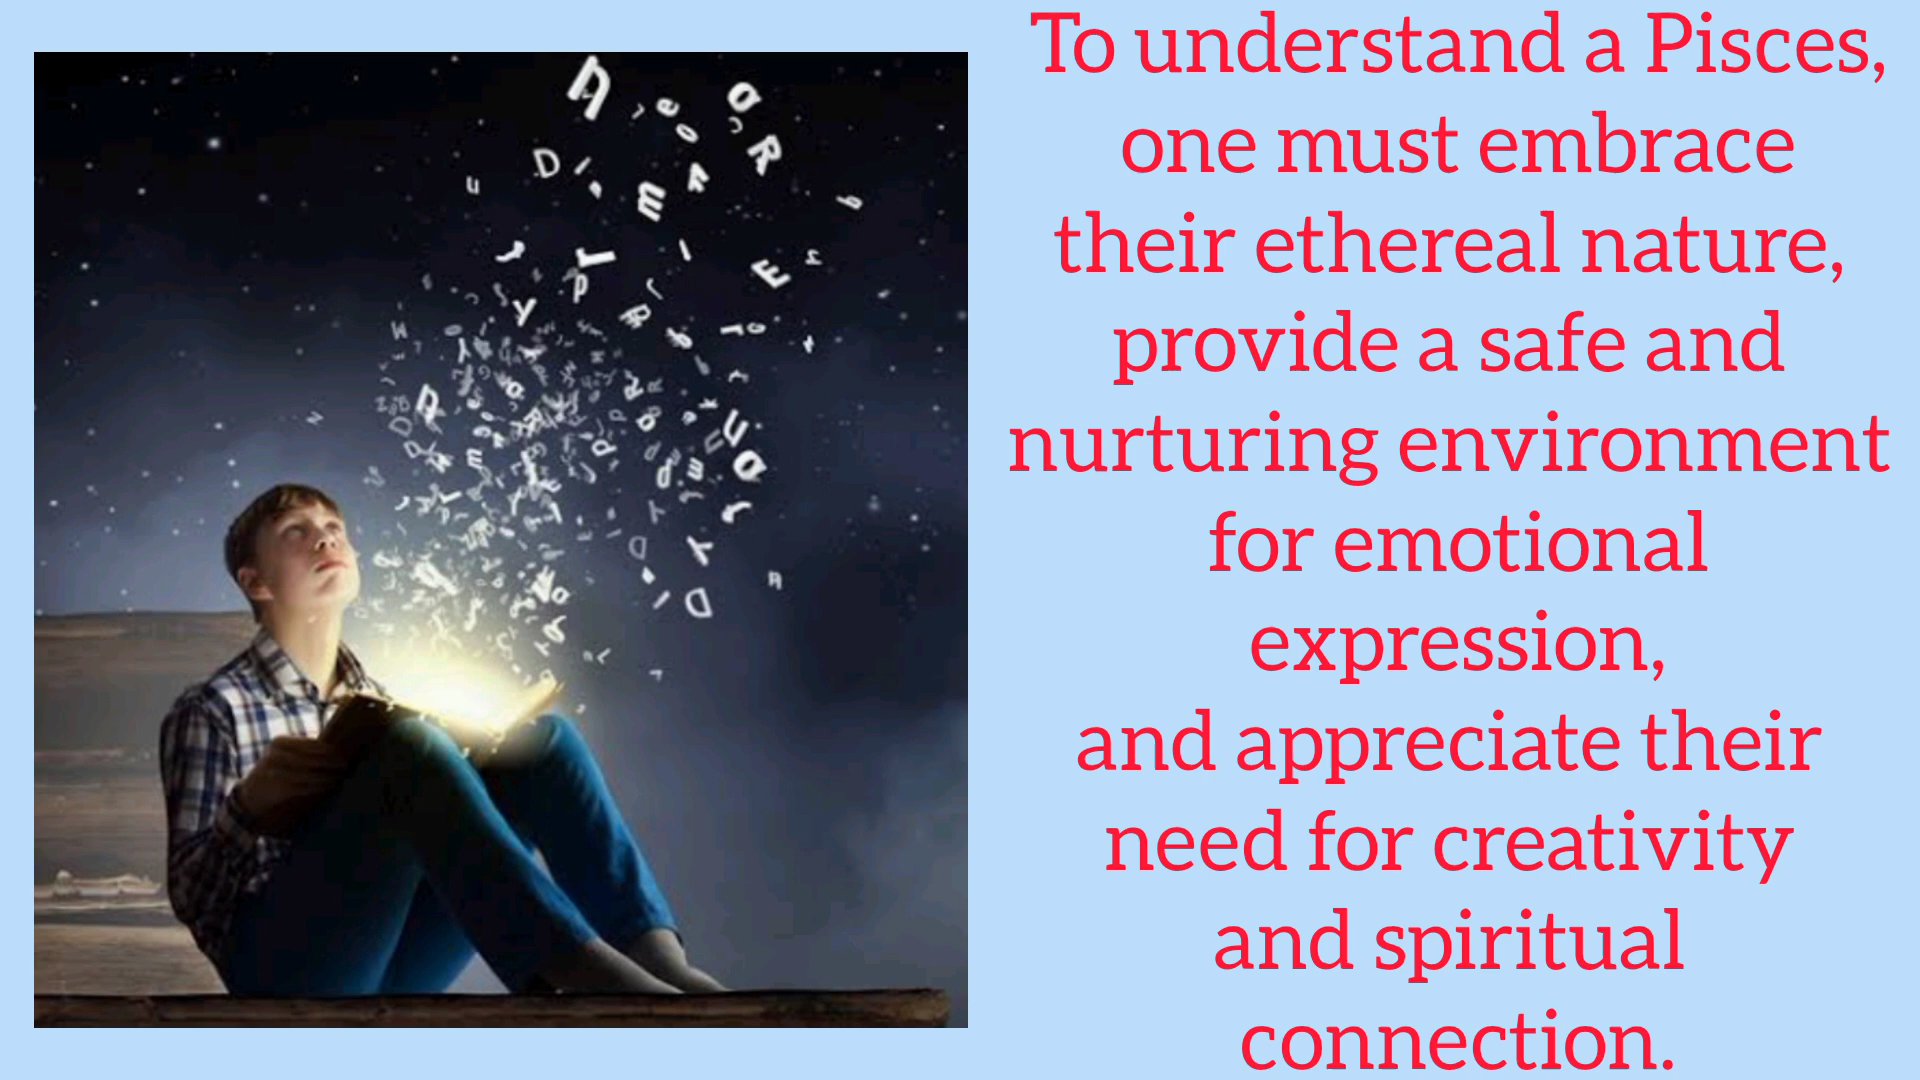 To understand a Pisces,
one must embrace
their ethereal nature,
provide a safe and
nurturing environment
for emotional
expression,
and appreciate their
need for creativity
and spiritual
connection.